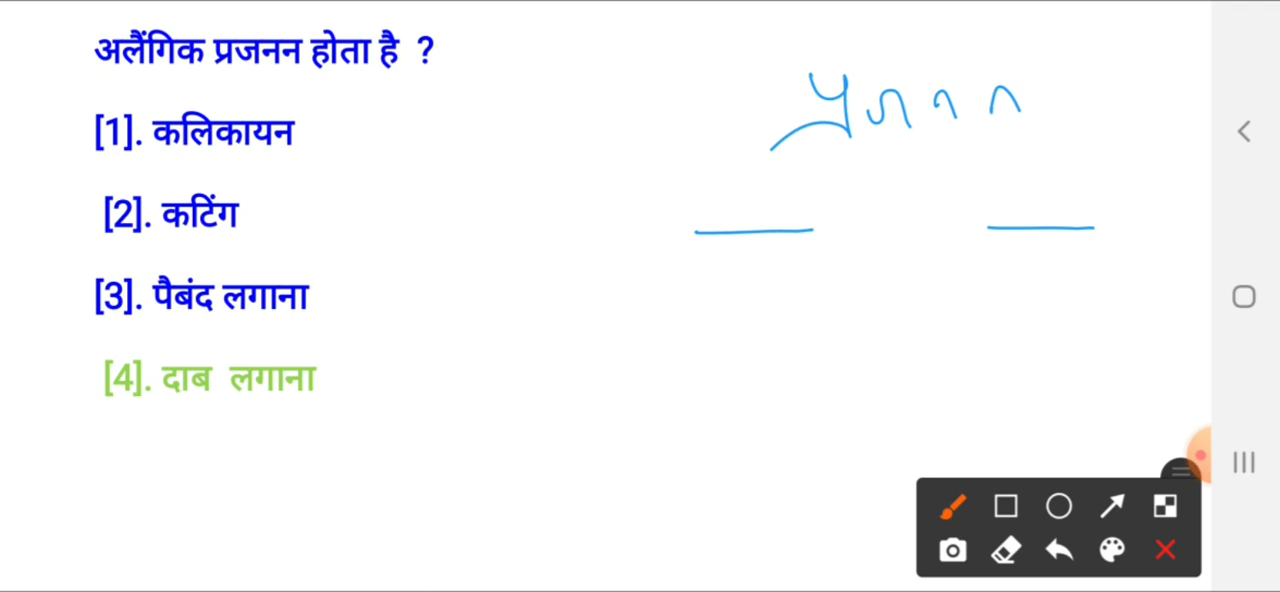 अलैंगिक प्रजनन होता है ?
प्रजनन
[1]. कलिकायन
[2]. कटिंग
[3]. पैबंद लगाना
[4]. दाब लगाना